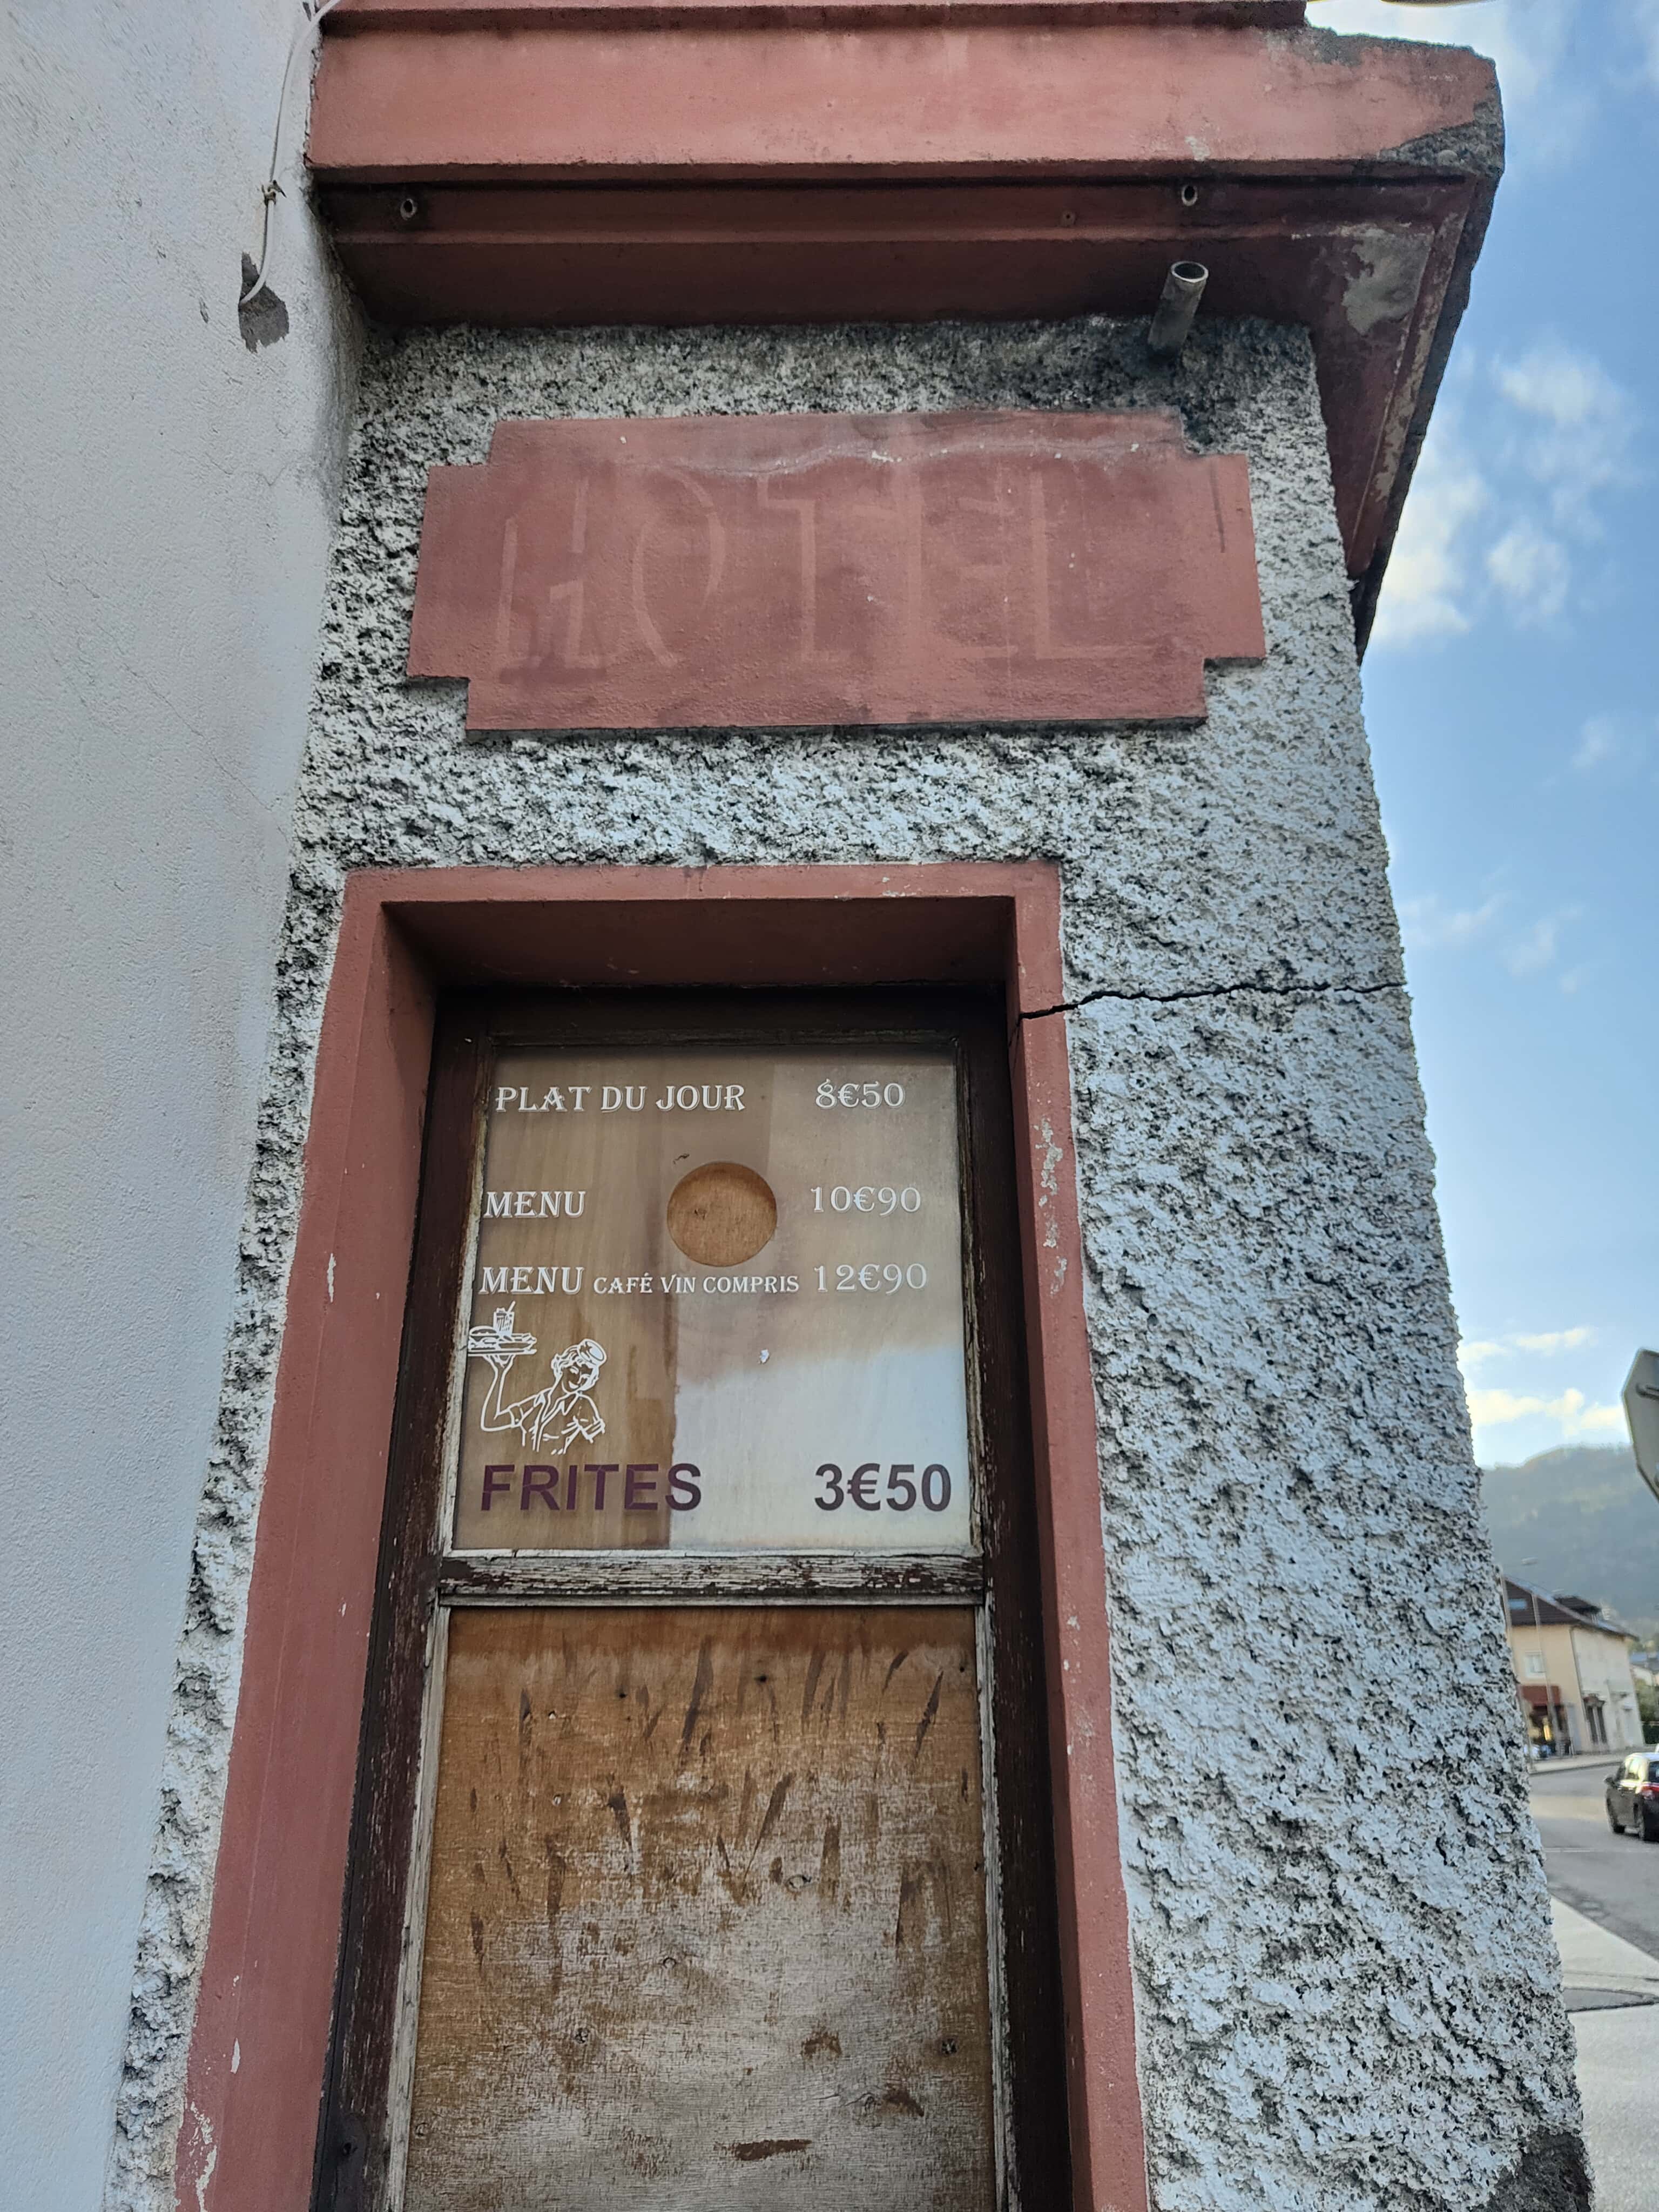 HOTEL
PLAT DU JOUR 8€50
MENU 10€90
MENU CAFÉ VIN COMPRIS 12€90
FRITES 3€50